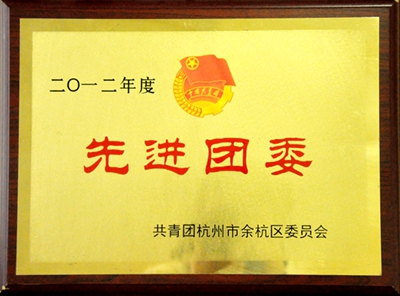 二〇一二年度
先进团委
共青团杭州市余杭区委员会